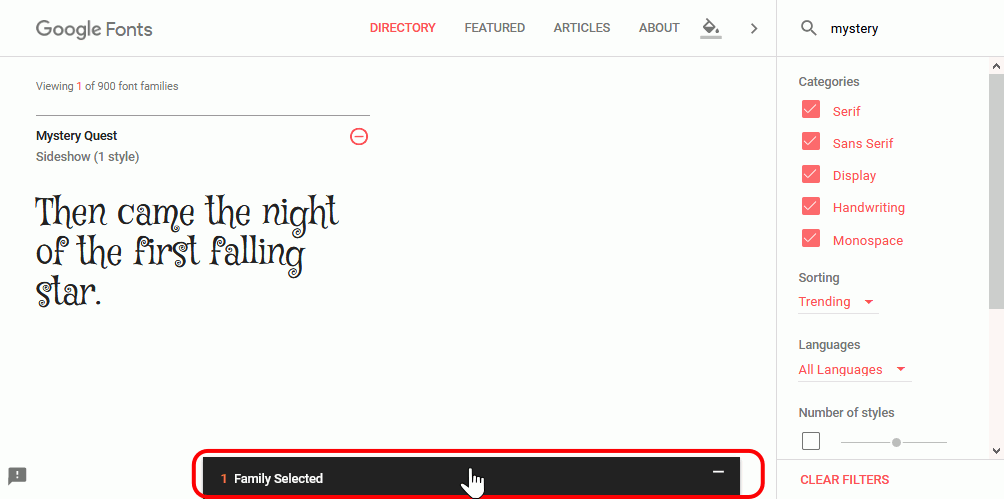 Google Fonts
DIRECTORY FEATURED ARTICLES ABOUT
mystery
Viewing 1 of 900 font families
Mystery Quest
Sideshow (1 style)
Then came the night
of the first falling
star.
Categories
Serif
Sans Serif
Display
Handwriting
Monospace
Sorting
Trending
Languages
All Languages
Number of styles
CLEAR FILTERS
1 Family Selected